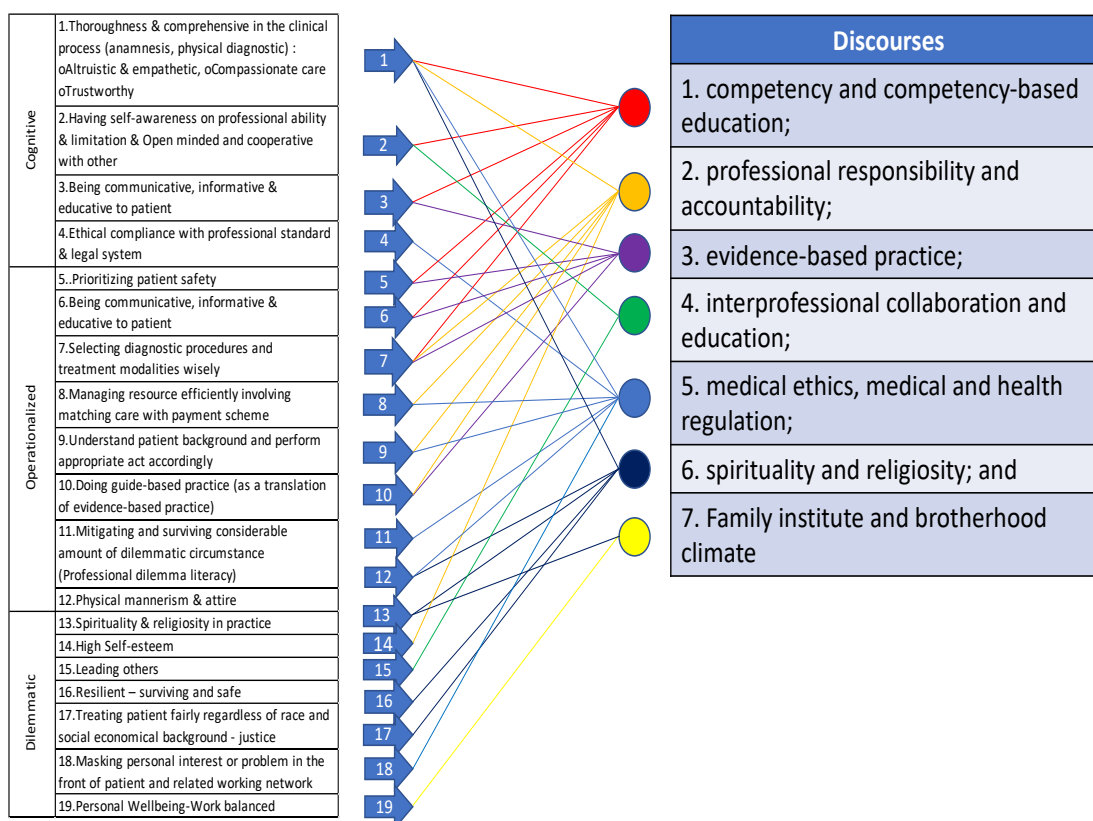 Cognitive
1.Thoroughness & comprehensive in the clinical
process (anamnesis, physical diagnostic) :
oAltruistic & empathetic, oCompassionate care
oTrustworthy
2.Having self-awareness on professional ability
& limitation & Open minded and cooperative
with other
3.Being communicative, informative &
educative to patient
4.Ethical compliance with professional standard
& legal system
Operationalized
5..Prioritizing patient safety
6.Being communicative, informative &
educative to patient
7.Selecting diagnostic procedures and
treatment modalities wisely
8.Managing resource efficiently involving
matching care with payment scheme
9.Understand patient background and perform
appropriate act accordingly
10.Doing guide-based practice (as a translation
of evidence-based practice)
11.Mitigating and surviving considerable
amount of dilemmatic circumstance
(Professional dilemma literacy)
12.Physical mannerism & attire
Dilemmatic
13.Spirituality & religiosity in practice
14.High Self-esteem
15.Leading others
16.Resilient – surviving and safe
17.Treating patient fairly regardless of race and
social economical background - justice
18.Masking personal interest or problem in the
front of patient and related working network
19.Personal Wellbeing-Work balanced
1
2
3
4
5
6
7
8
9
10
11
12
13
14
15
16
17
18
19
Discourses
1. competency and competency-based
education;
2. professional responsibility and
accountability;
3. evidence-based practice;
4. interprofessional collaboration and
education;
5. medical ethics, medical and health
regulation;
6. spirituality and religiosity; and
7. Family institute and brotherhood
climate